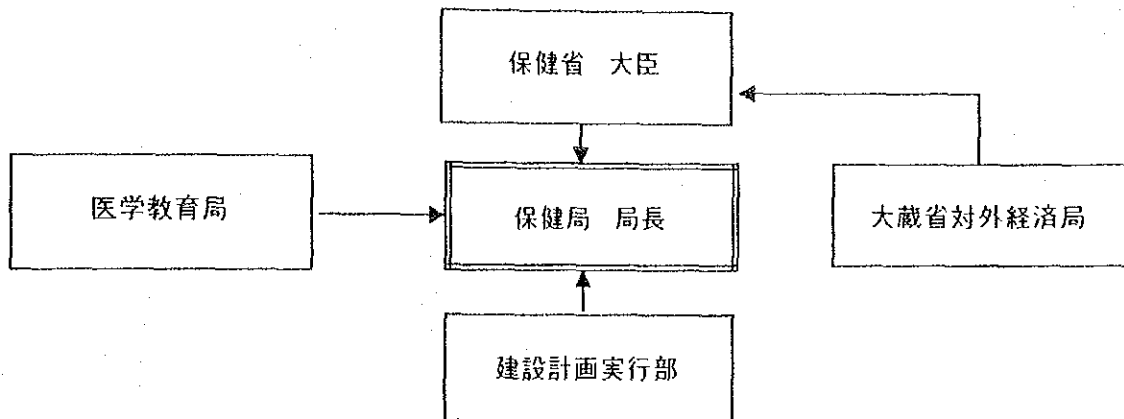 保健省　大臣
医学教育局
保健局　局長
大蔵省対外経済局
建設計画実行部